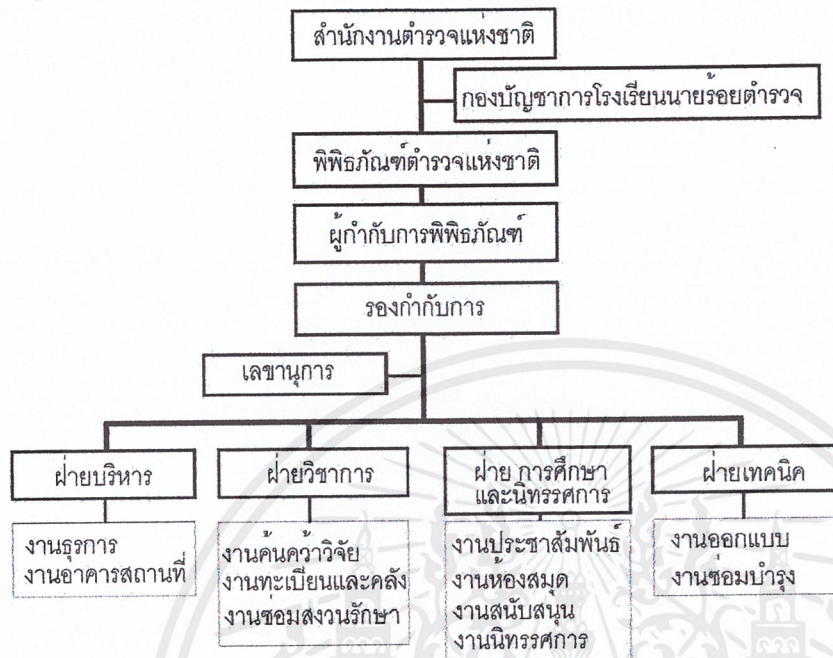 สำนักงานตำรวจแห่งชาติ
กองบัญชาการโรงเรียนนายร้อยตำรวจ
พิพิธภัณฑ์ตำรวจแห่งชาติ
ผู้กำกับการพิพิธภัณฑ์
รองกำกับการ
เลขานุการ
ฝ่ายบริหาร
งานธุรการ
งานอาคารสถานที่
ฝ่ายวิชาการ
งานค้นคว้าวิจัย
งานทะเบียนและคลัง
งานซ่อมสงวนรักษา
ฝ่าย การศึกษา
และนิทรรศการ
งานประชาสัมพันธ์
งานห้องสมุด
งานสนับสนุน
งานนิทรรศการ
ฝ่ายเทคนิค
งานออกแบบ
งานซ่อมบำรุง